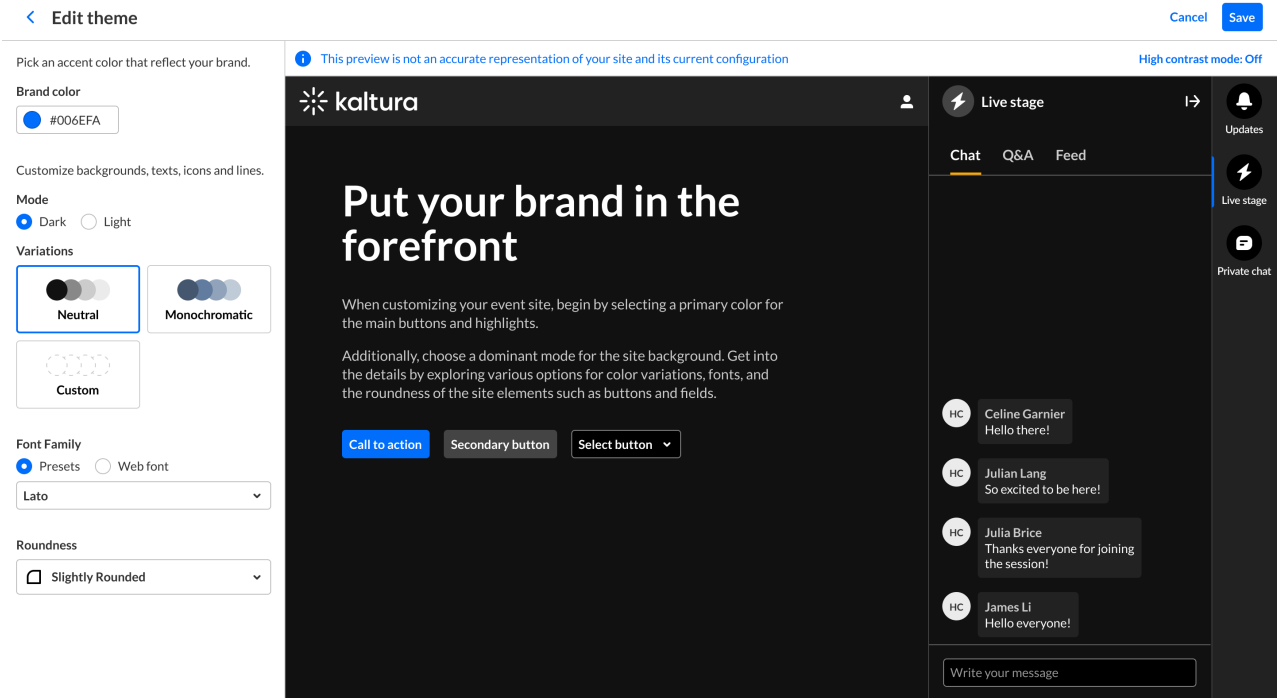 Edit theme
Cancel
Save
Pick an accent color that reflect your brand.
Brand color
#006EFA
Customize backgrounds, texts, icons and lines.
Mode
Dark
Light
Variations
Neutral
Monochromatic
Custom
Font Family
Presets
Web font
Lato
Roundness
Slightly Rounded
This preview is not an accurate representation of your site and its current configuration
High contrast mode: Off
kaltura
Put your brand in the
forefront
When customizing your event site, begin by selecting a primary color for
the main buttons and highlights.
Additionally, choose a dominant mode for the site background. Get into
the details by exploring various options for color variations, fonts, and
the roundness of the site elements such as buttons and fields.
Call to action
Secondary button
Select button
Live stage
Chat
Q&A
Feed
HC
Celine Garnier
Hello there!
HC
Julian Lang
So excited to be here!
HC
Julia Brice
Thanks everyone for joining
the session!
HC
James Li
Hello everyone!
Write your message
Updates
Live stage
Private chat